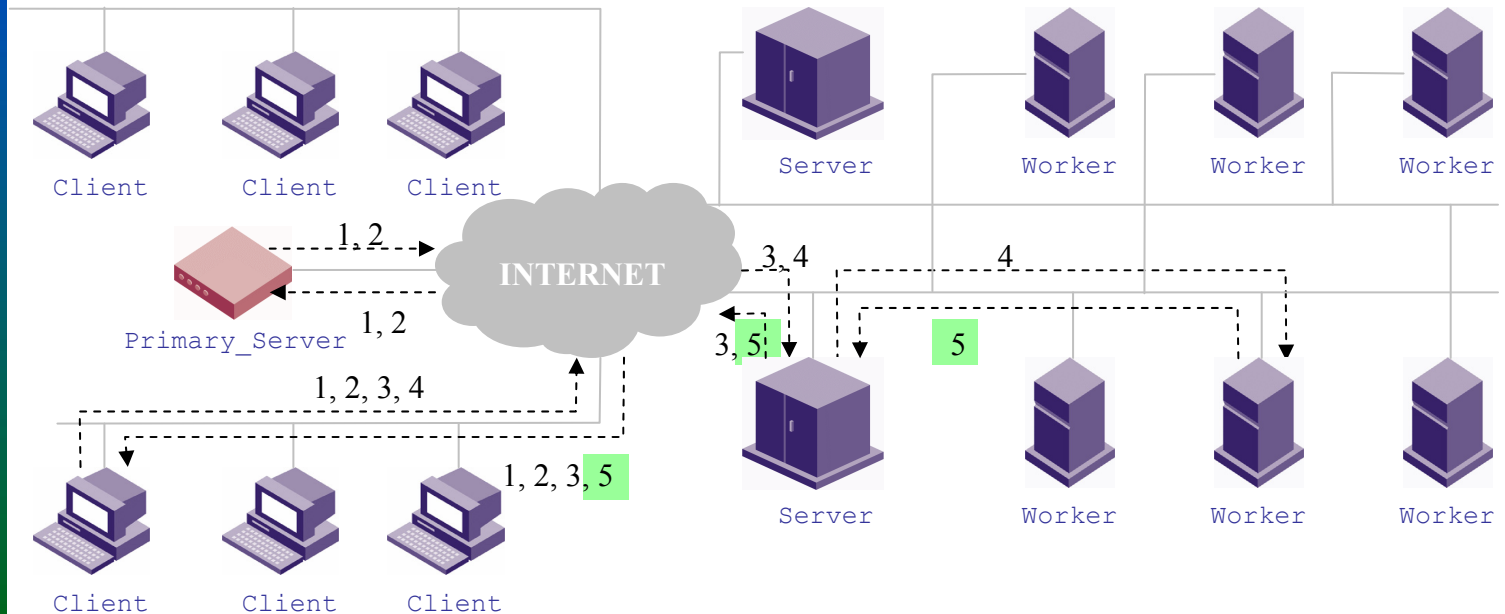 Client Client Client
Server Worker Worker Worker
1, 2
INTERNET
3, 4
4
1, 2
Primary_Server
3, 5
5
1, 2, 3, 4
1, 2, 3, 5
Server Worker Worker Worker
Client Client Client